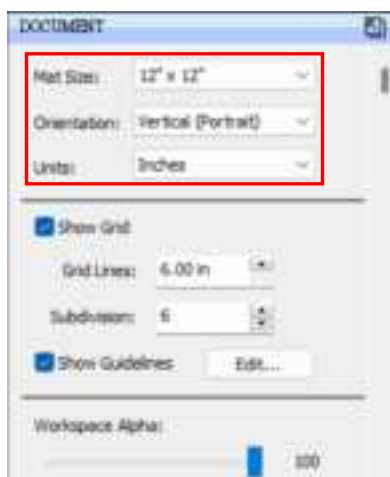 DOCUMENT
Mat Size: 12" x 12"
Orientation: Vertical (Portrait)
Units: Inches
Show Grid
Grid Lines: 6.00 in
Subdivision: 6
Show Guidelines Edit...
Workspace Alpha:
100